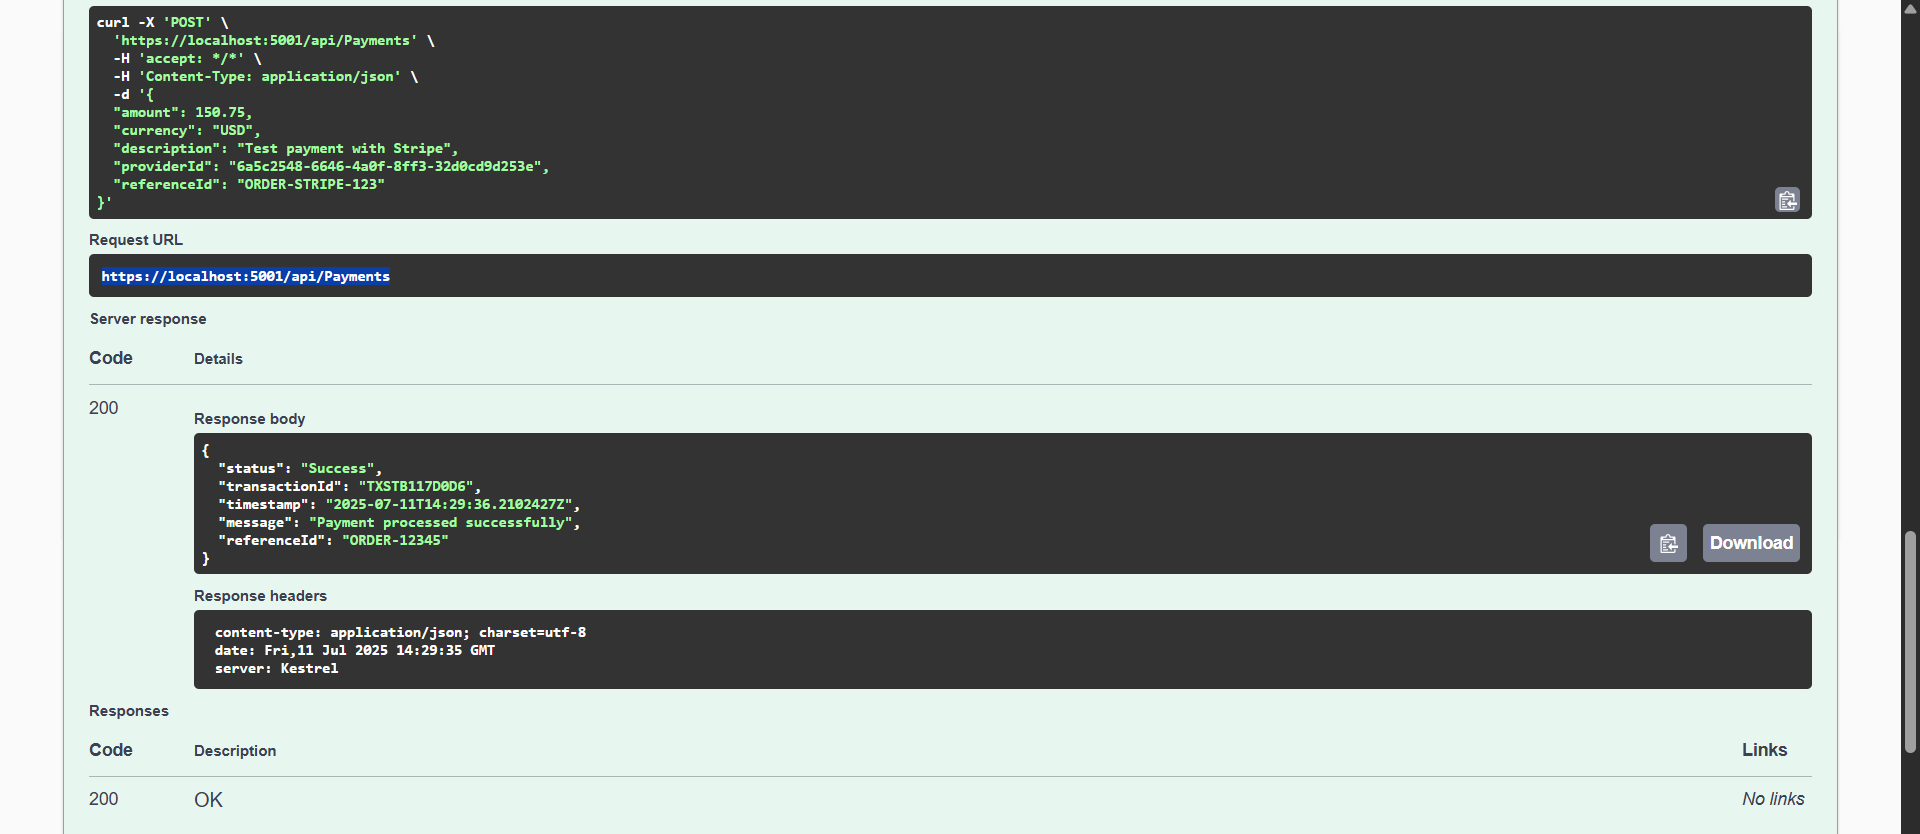 curl -X 'POST' \
  'https://localhost:5001/api/Payments' \
  -H 'accept: */*' \
  -H 'Content-Type: application/json' \
  -d '{
  "amount": 150.75,
  "currency": "USD",
  "description": "Test payment with Stripe",
  "providerId": "6a5c2548-6646-4a0f-8ff3-32d0cd9d253e",
  "referenceId": "ORDER-STRIPE-123"
}'
Request URL
https://localhost:5001/api/Payments
Server response
Code Details
200
Response body
{
  "status": "Success",
  "transactionId": "TXSTB117D0D6",
  "timestamp": "2025-07-11T14:29:36.2102427Z",
  "message": "Payment processed successfully",
  "referenceId": "ORDER-12345"
}
Download
Response headers
content-type: application/json; charset=utf-8
date: Fri,11 Jul 2025 14:29:35 GMT
server: Kestrel
Responses
Code Description Links
200 OK No links